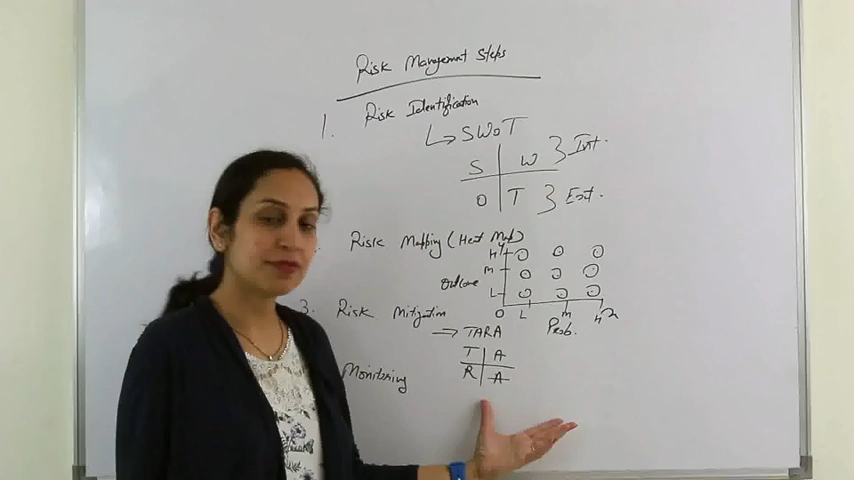 Risk Management Steps
1. Risk Identification
↳ SWOT
S | W } Int.
O | T } Ext.
Risk Mapping (Heat Map)
H
M
outcome L
0 L M H
Prob.
3. Risk Mitigation
→ TARA
T | A
R | A
Monitoring